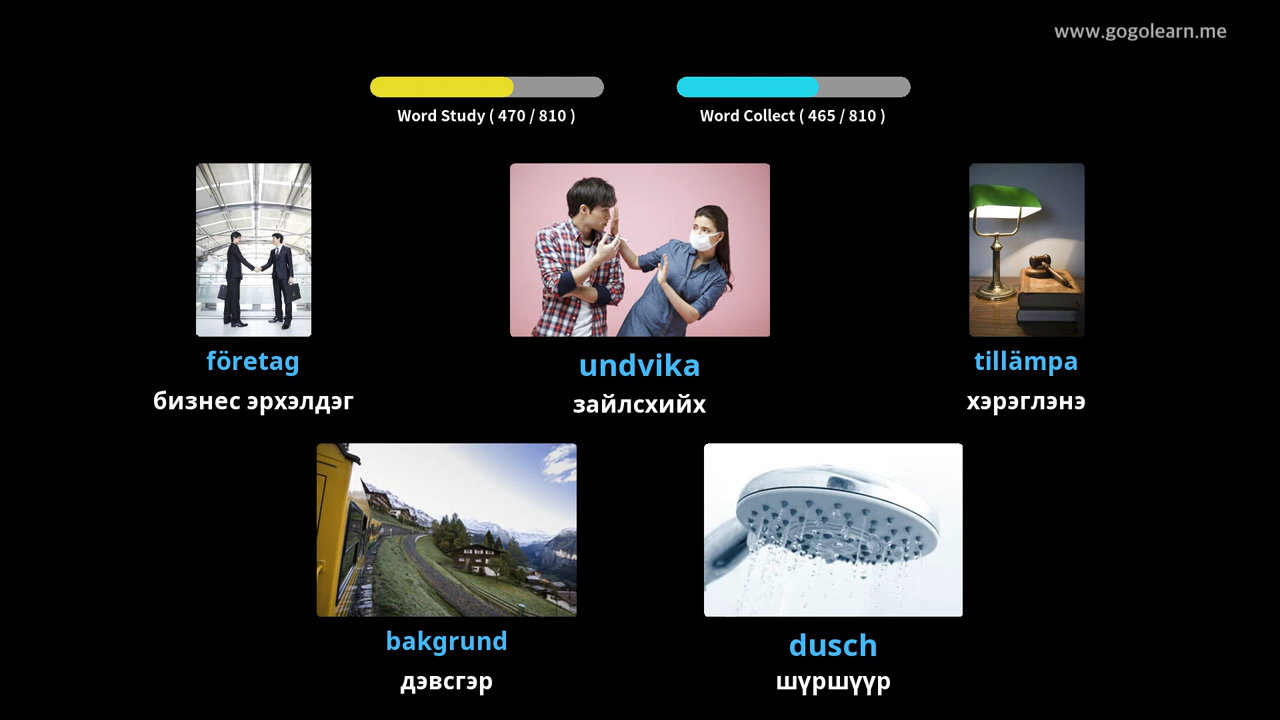 www.gogolearn.me
Word Study ( 470 / 810 )
Word Collect ( 465 / 810 )
företag
бизнес эрхэлдэг
undvika
зайлсхийх
tillämpa
хэрэглэнэ
bakgrund
дэвсгэр
dusch
шүршүүр